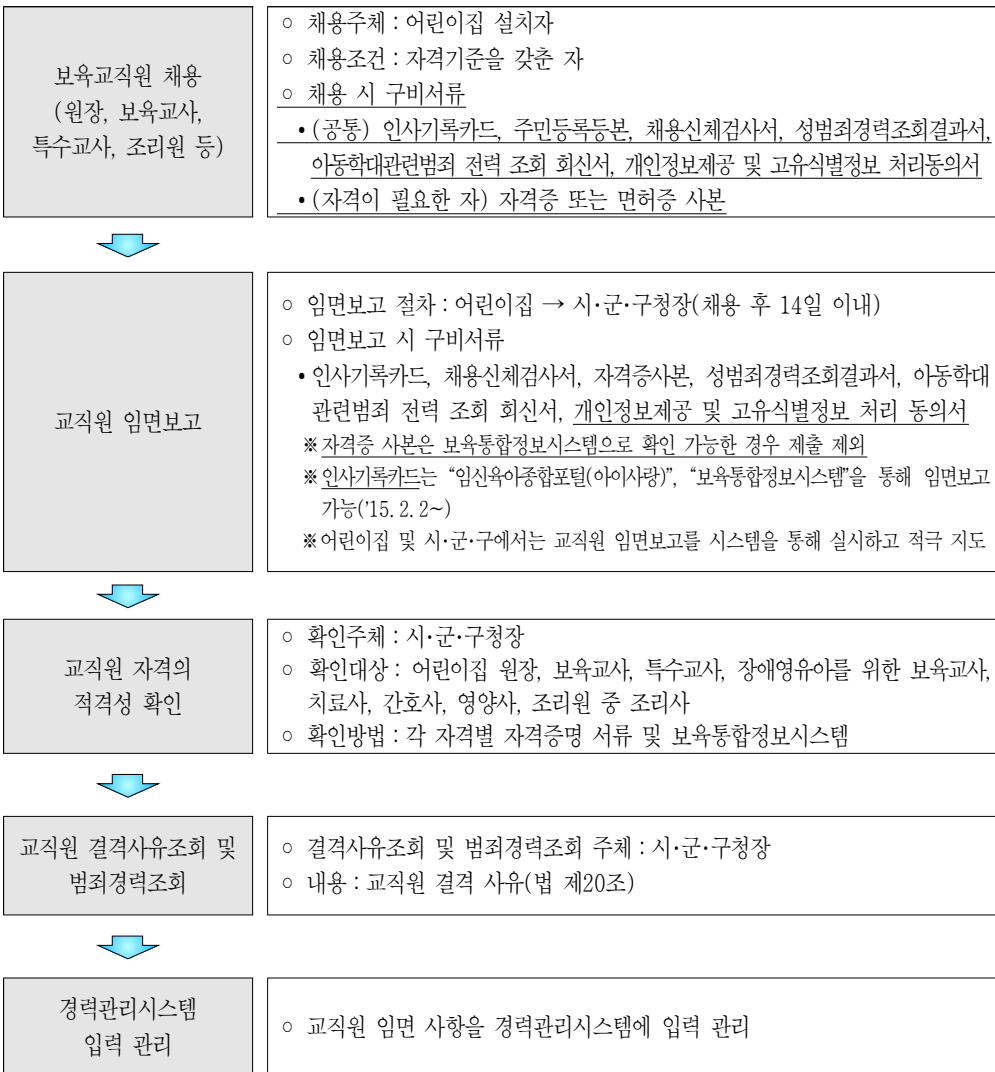 보육교직원 채용
(원장, 보육교사,
특수교사, 조리원 등)
○ 채용주체 : 어린이집 설치자
○ 채용조건 : 자격기준을 갖춘 자
○ 채용 시 구비서류
• (공통) 인사기록카드, 주민등록등본, 채용신체검사서, 성범죄경력조회결과서,
아동학대관련범죄 전력 조회 회신서, 개인정보제공 및 고유식별정보 처리동의서
• (자격이 필요한 자) 자격증 또는 면허증 사본
교직원 임면보고
○ 임면보고 절차 : 어린이집 → 시·군·구청장(채용 후 14일 이내)
○ 임면보고 시 구비서류
• 인사기록카드, 채용신체검사서, 자격증사본, 성범죄경력조회결과서, 아동학대
관련범죄 전력 조회 회신서, 개인정보제공 및 고유식별정보 처리 동의서
※ 자격증 사본은 보육통합정보시스템으로 확인 가능한 경우 제출 제외
※ 인사기록카드는 “임신육아종합포털(아이사랑)”, “보육통합정보시스템”을 통해 임면보고
가능('15. 2. 2~)
※ 어린이집 및 시·군·구에서는 교직원 임면보고를 시스템을 통해 실시하고 적극 지도
교직원 자격의
적격성 확인
○ 확인주체 : 시·군·구청장
○ 확인대상 : 어린이집 원장, 보육교사, 특수교사, 장애영유아를 위한 보육교사,
치료사, 간호사, 영양사, 조리원 중 조리사
○ 확인방법 : 각 자격별 자격증명 서류 및 보육통합정보시스템
교직원 결격사유조회 및
범죄경력조회
○ 결격사유조회 및 범죄경력조회 주체 : 시·군·구청장
○ 내용 : 교직원 결격 사유(법 제20조)
경력관리시스템
입력 관리
○ 교직원 임면 사항을 경력관리시스템에 입력 관리